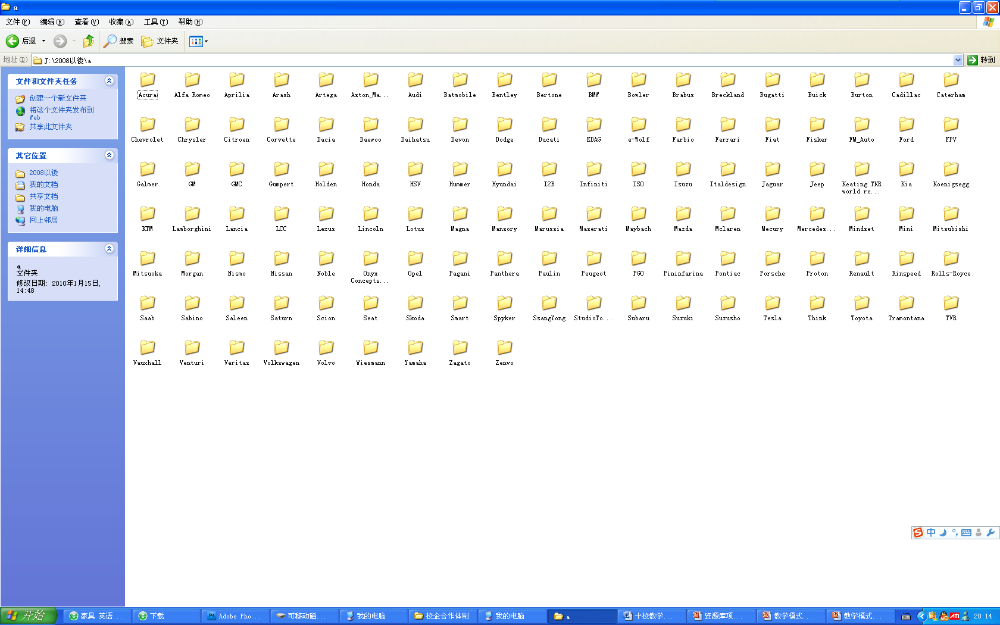 a
文件(F) 编辑(E) 查看(V) 收藏(A) 工具(T) 帮助(H)
后退 搜索 文件夹
地址(D) J:\2008以後\a 转到
文件和文件夹任务
创建一个新文件夹
将这个文件夹发布到
Web
共享此文件夹
其它位置
2008以後
我的文档
共享文档
我的电脑
网上邻居
详细信息
a
文件夹
修改日期: 2010年1月15日,
14:48
Acura Alfa Romeo Aprilia Arash Artega Aston_Ma... Audi Batmobile Bentley Bertone BMW Bowler Brabus Breckland Bugatti Buick Burton Cadillac Caterham
Chevrolet Chrysler Citroen Corvette Dacia Daewoo Daihatsu Devon Dodge Ducati EDAG e-Wolf Farbio Ferrari Fiat Fisker FM_Auto Ford FPV
Galmer GM GMC Gumpert Holden Honda HSV Hummer Hyundai I2B Infiniti ISO Isuzu Italdesign Jaguar Jeep Keating TKR Kia Koenigsegg
world re...
KTM Lamborghini Lancia LCC Lexus Lincoln Lotus Magna Mansory Marussia Maserati Maybach Mazda Mclaren Mecury Mercedes... Mindset Mini Mitsubishi
Mitsuoka Morgan Nismo Nissan Noble Onyx Opel Pagani Panthera Paulin Peugeot PGO Pininfarina Pontiac Porsche Proton Renault Rinspeed Rolls-Royce
Concepts...
Saab Sabino Saleen Saturn Scion Seat Skoda Smart Spyker SsangYong StudioTo... Subaru Suzuki Suzusho Tesla Think Toyota Tramontana TVR
Vauxhall Venturi Veritas Volkswagen Volvo Wiesmann Yamaha Zagato Zenvo
中
开始 家具 英语... 下载 Adobe Pho... 可移动磁... 我的电脑 校企合作体制 我的电脑 a 十校教学... 资源库项... 教学模式... 教学模式... ATI 20:14